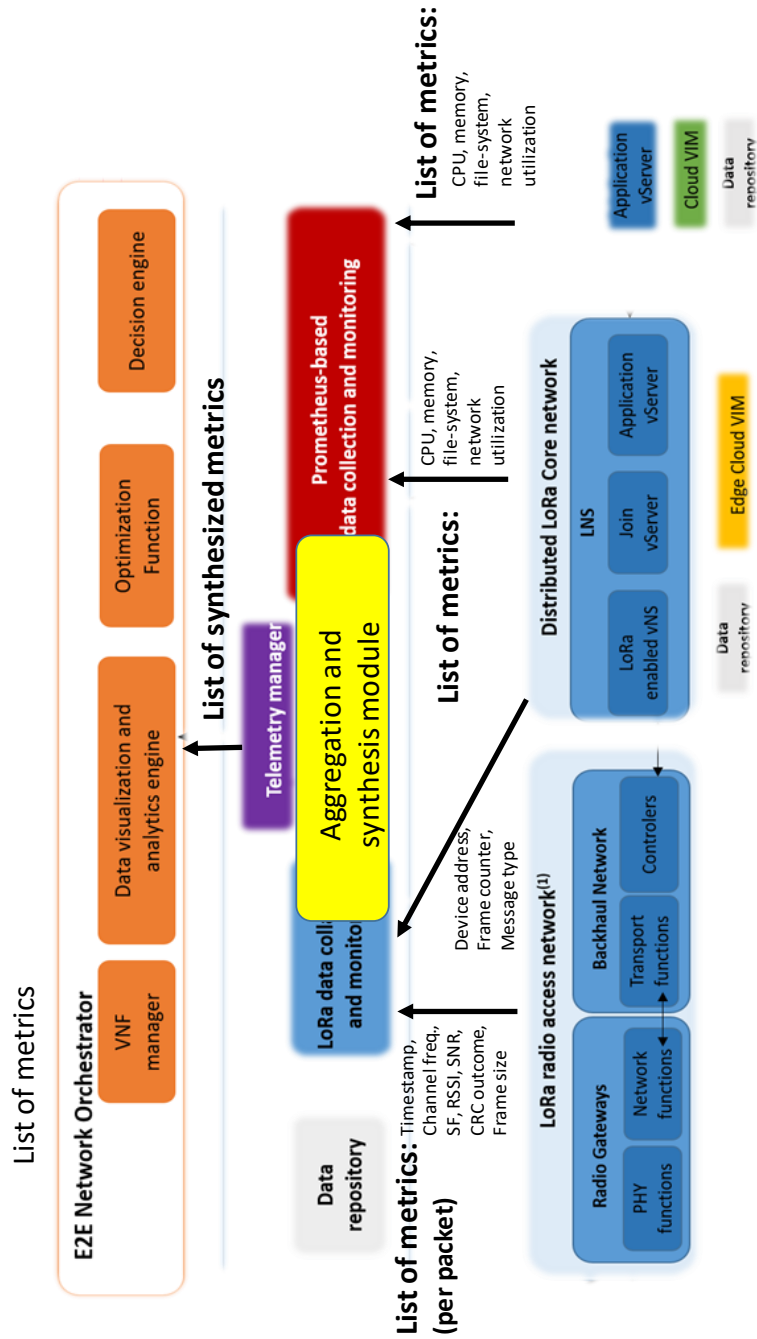 List of metrics
E2E Network Orchestrator
VNF
manager
Data visualization and
analytics engine
Optimization
Function
Decision engine
List of synthesized metrics
Data
repository
LoRa data colla
and monitor
Telemetry manager
Aggregation and
synthesis module
Prometheus-based
data collection and monitoring
List of metrics:
(per packet)
Timestamp,
Channel freq.,
SF, RSSI, SNR,
CRC outcome,
Frame size
Device address,
Frame counter,
Message type
List of metrics:
CPU, memory,
file-system,
network
utilization
List of metrics:
CPU, memory,
file-system,
network
utilization
LoRa radio access network(1)
Radio Gateways
PHY
functions
Network
functions
Backhaul Network
Transport
functions
Controlers
Distributed LoRa Core network
LNS
LoRa
enabled vNS
Join
vServer
Application
vServer
Data
repository
Edge Cloud VIM
Application
vServer
Cloud VIM
Data
repository